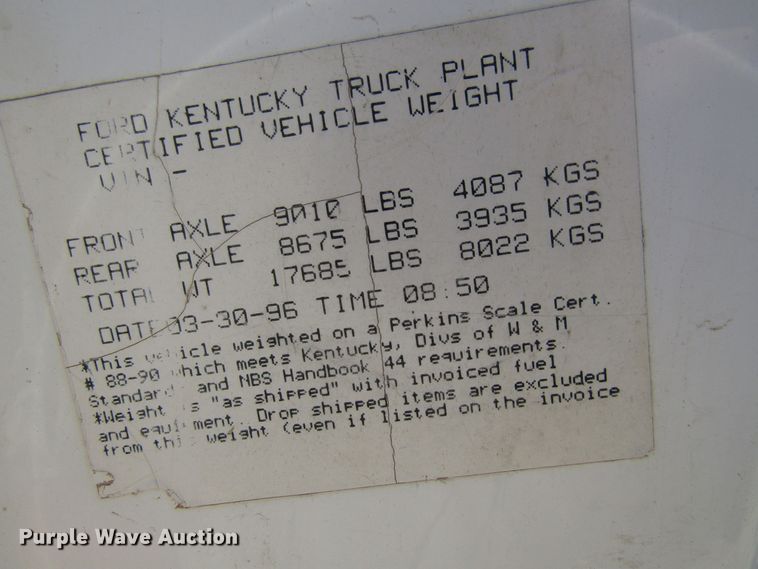 FORD KENTUCKY TRUCK PLANT
CERTIFIED VEHICLE WEIGHT
VIN -
FRONT AXLE 9010 LBS 4087 KGS
REAR AXLE 8675 LBS 3935 KGS
TOTAL WT 17685 LBS 8022 KGS
DATE 03-30-96 TIME 08:50
*This vehicle weighted on a Perkins Scale Cert.
# 88-90 which meets Kentucky, Divs of W & M
Standard and NBS Handbook 44 requirements.
*Weight is "as shipped" with invoiced fuel
and equipment. Drop shipped items are excluded
from this weight (even if listed on the invoice
Purple Wave Auction